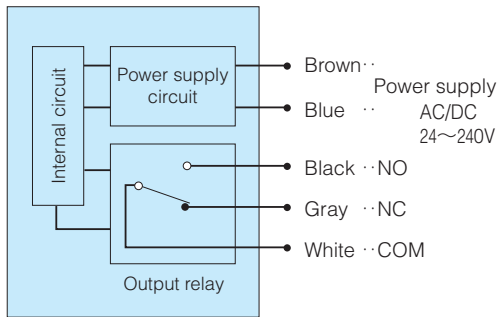 Internal circuit
Power supply
circuit
Brown··
Blue ··
Power supply
AC/DC
24～240V
Black ··NO
Gray ··NC
White ··COM
Output relay